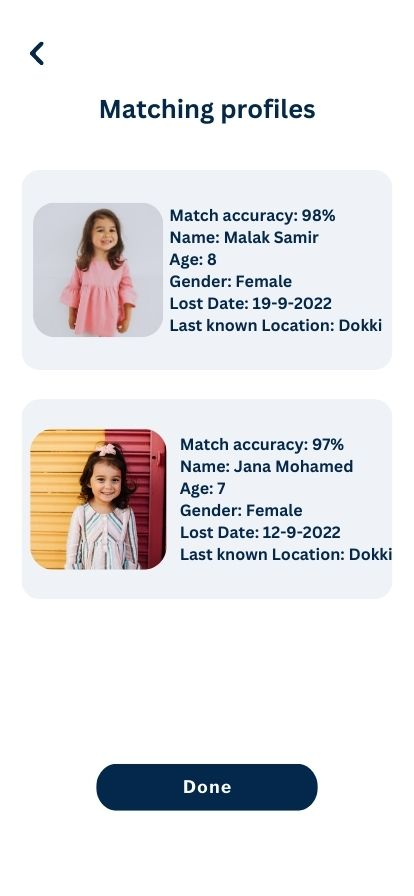 Matching profiles
Match accuracy: 98%
Name: Malak Samir
Age: 8
Gender: Female
Lost Date: 19-9-2022
Last known Location: Dokki
Match accuracy: 97%
Name: Jana Mohamed
Age: 7
Gender: Female
Lost Date: 12-9-2022
Last known Location: Dokki
Done